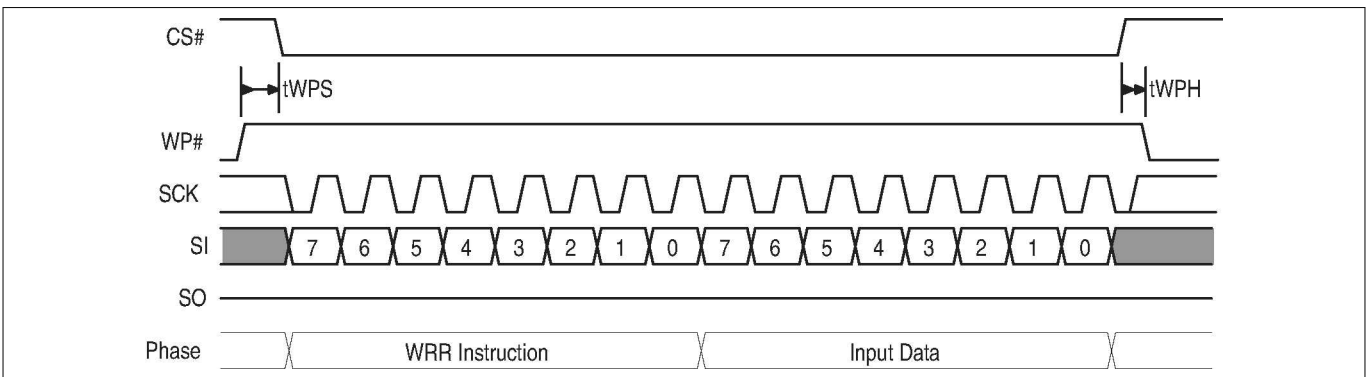 CS#
tWPS
tWPH
WP#
SCK
SI 7 6 5 4 3 2 1 0 7 6 5 4 3 2 1 0
SO
Phase WRR Instruction Input Data